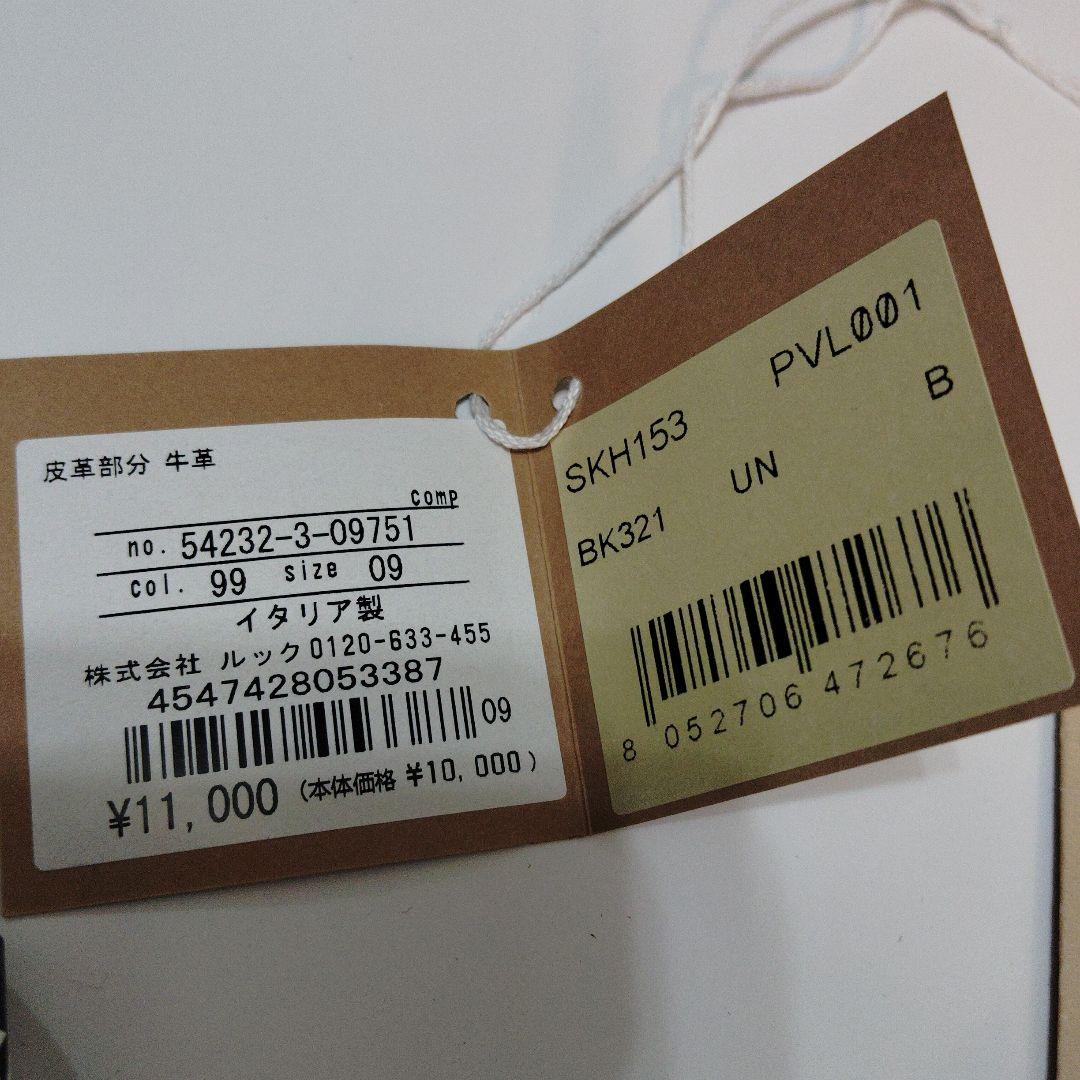 皮革部分 牛革
Comp
no. 54232-3-09751
col. 99 size 09
イタリア製
株式会社 ルック 0120-633-455
4547428053387
09
¥11,000 (本体価格 ¥10,000)
SKH153 PVL001
BK321 UN B
8 052706 472676